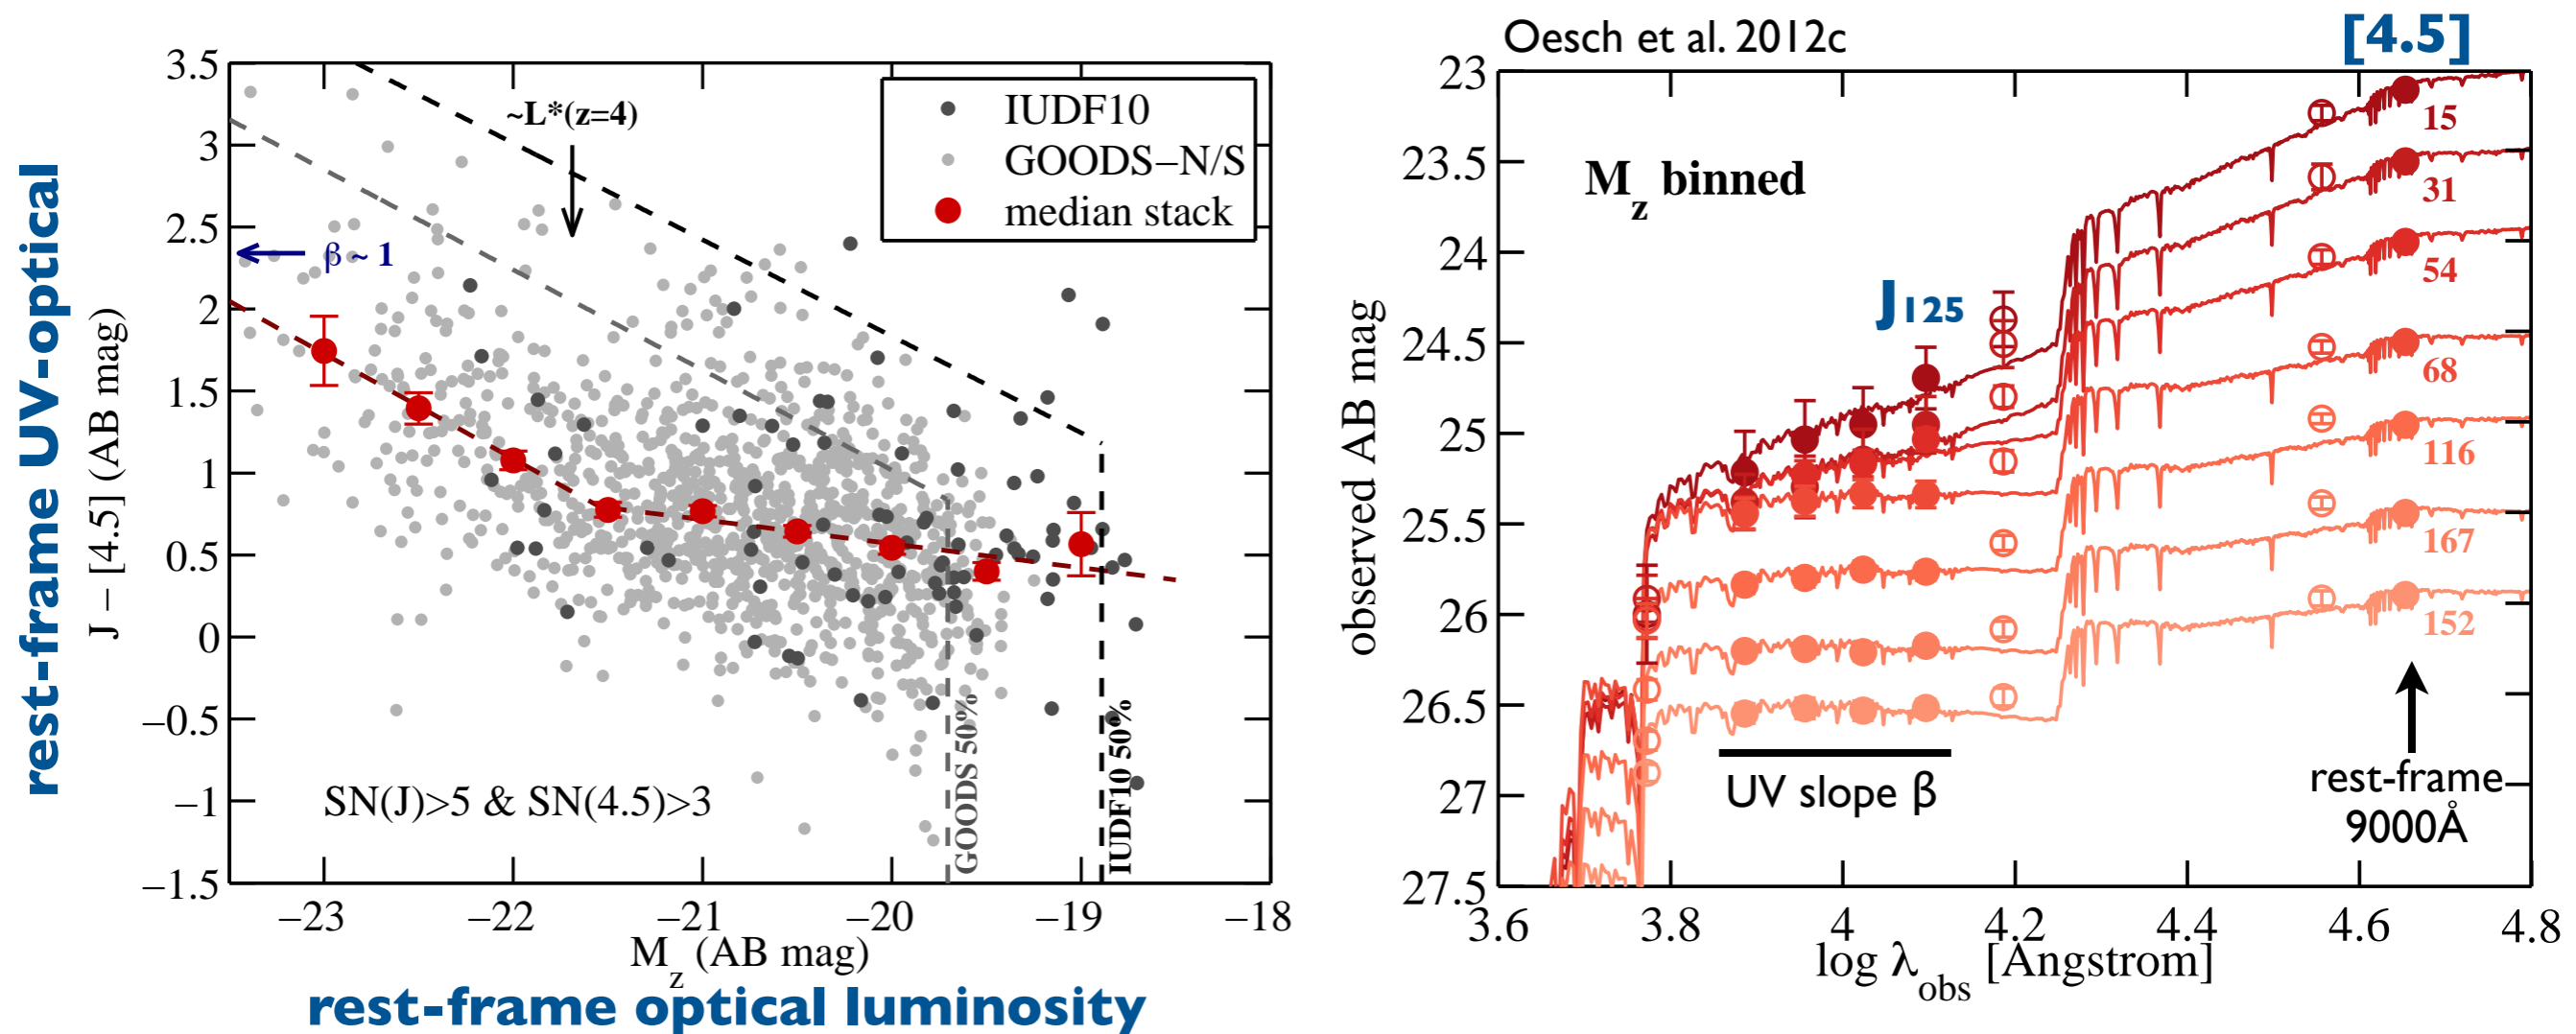 rest-frame UV-optical
J − [4.5] (AB mag)
3.5
3
2.5
2
1.5
1
0.5
0
−0.5
−1
−1.5
~L*(z=4)
β ~ 1
IUDF10
GOODS−N/S
median stack
SN(J)>5 & SN(4.5)>3
GOODS 50%
IUDF10 50%
−23
−22
−21
−20
−19
−18
M_z (AB mag)
rest-frame optical luminosity
Oesch et al. 2012c
[4.5]
observed AB mag
23
23.5
24
24.5
25
25.5
26
26.5
27
27.5
M_z binned
J125
15
31
54
68
116
167
152
UV slope β
rest-frame
9000Å
3.6
3.8
4
4.2
4.4
4.6
4.8
log λ_obs [Angstrom]